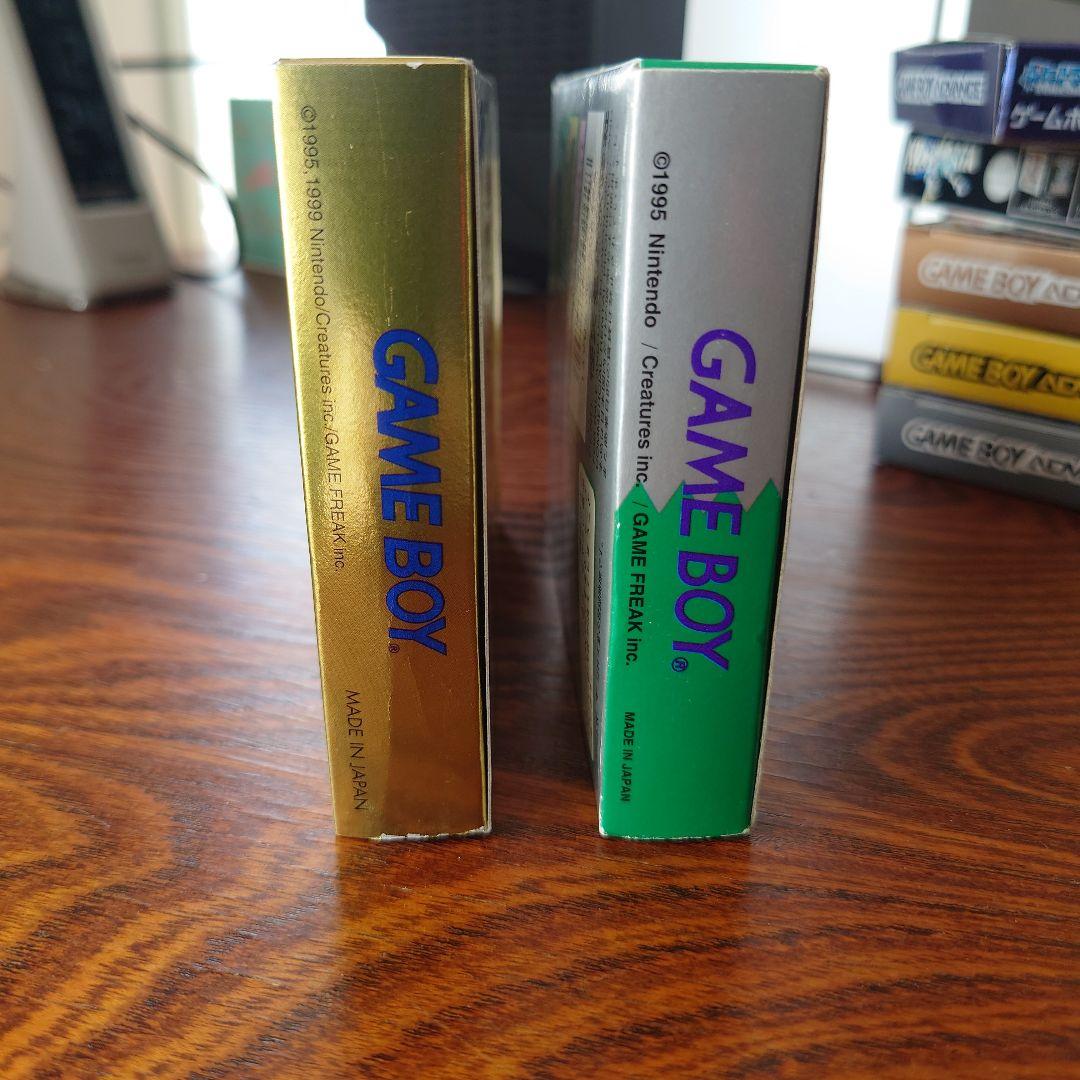 ©1995,1999 Nintendo/Creatures inc./GAME FREAK inc.
MADE IN JAPAN
GAME BOY®
©1995 Nintendo / Creatures inc. / GAME FREAK inc.
MADE IN JAPAN
GAME BOY®
GAME BOY ADVANCE
ゲームボ
GAME BOY ADV
GAME BOY ADV
GAME BOY ADV